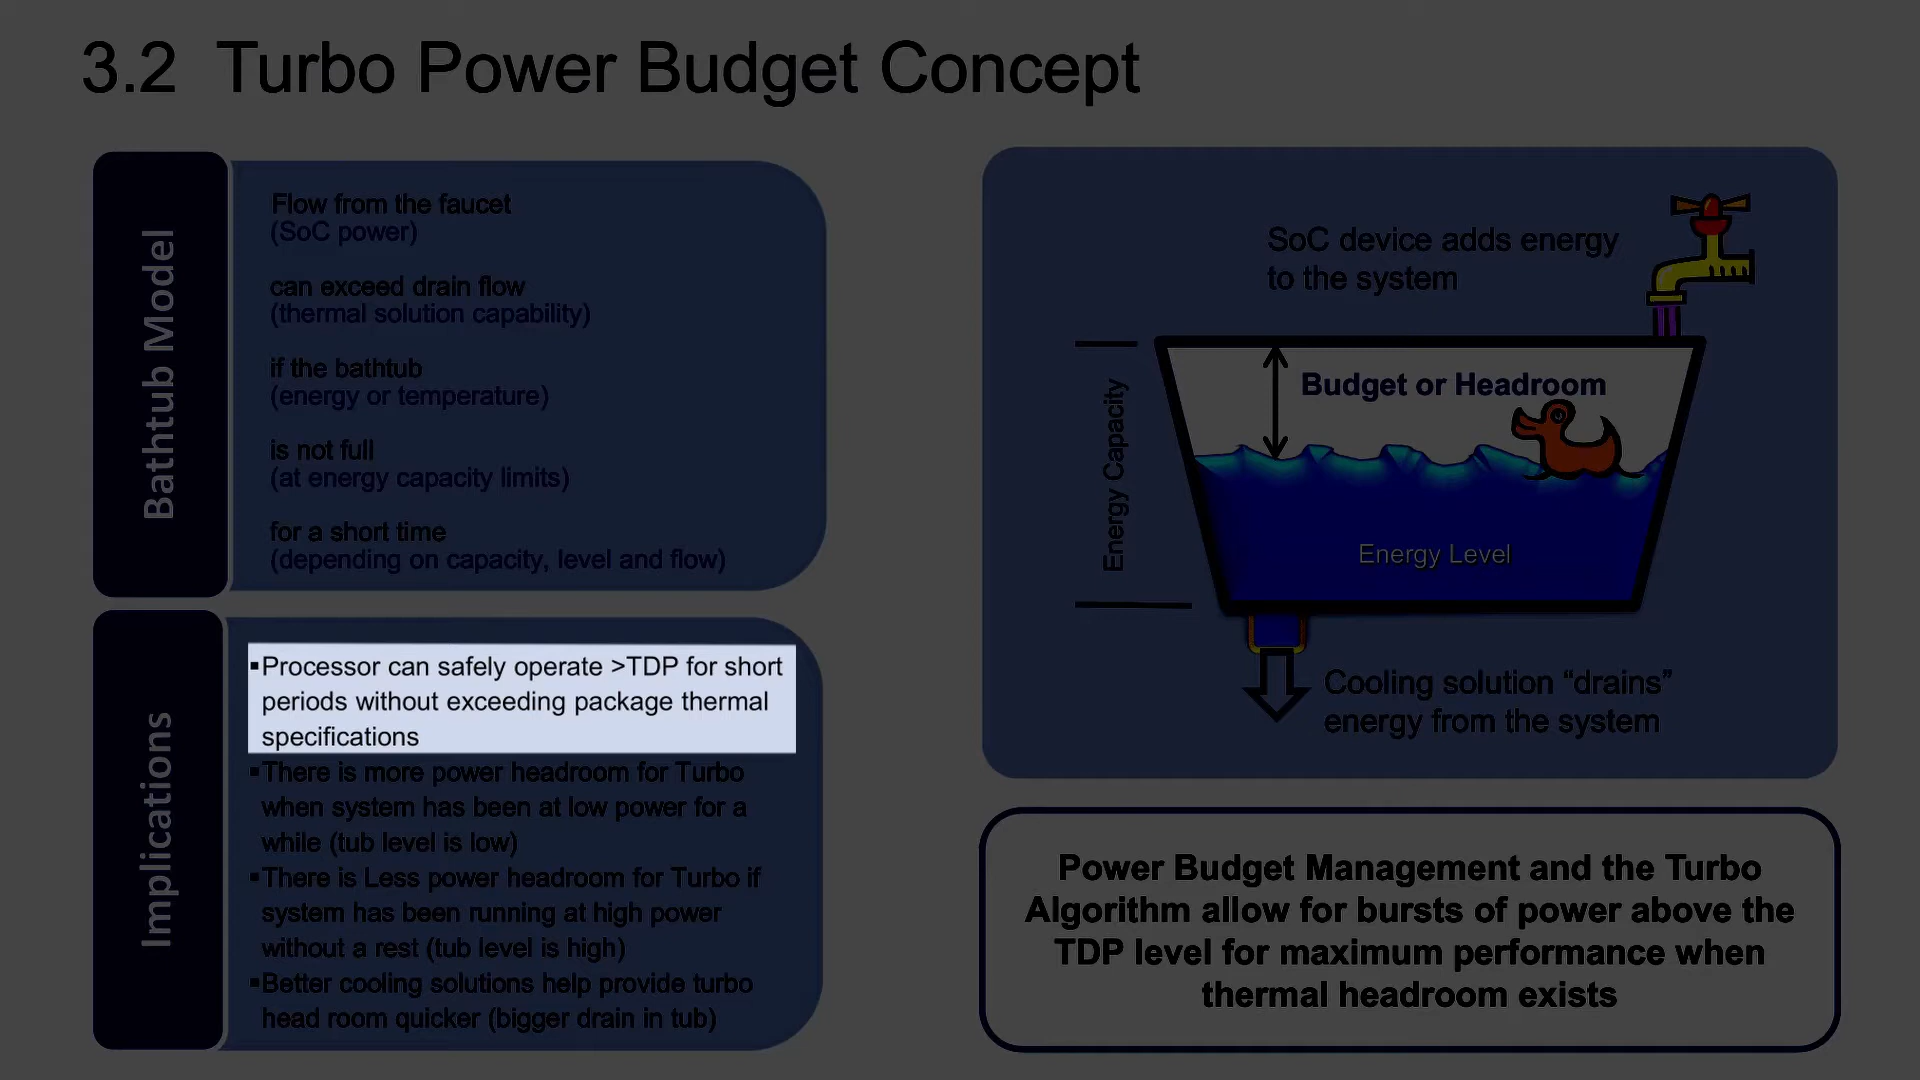 3.2 Turbo Power Budget Concept
Bathtub Model
Flow from the faucet
(SoC power)
can exceed drain flow
(thermal solution capability)
if the bathtub
(energy or temperature)
is not full
(at energy capacity limits)
for a short time
(depending on capacity, level and flow)
Implications
▪Processor can safely operate >TDP for short
periods without exceeding package thermal
specifications
▪There is more power headroom for Turbo
when system has been at low power for a
while (tub level is low)
▪There is Less power headroom for Turbo if
system has been running at high power
without a rest (tub level is high)
▪Better cooling solutions help provide turbo
head room quicker (bigger drain in tub)
SoC device adds energy
to the system
Budget or Headroom
Energy Capacity
Energy Level
Cooling solution “drains”
energy from the system
Power Budget Management and the Turbo
Algorithm allow for bursts of power above the
TDP level for maximum performance when
thermal headroom exists